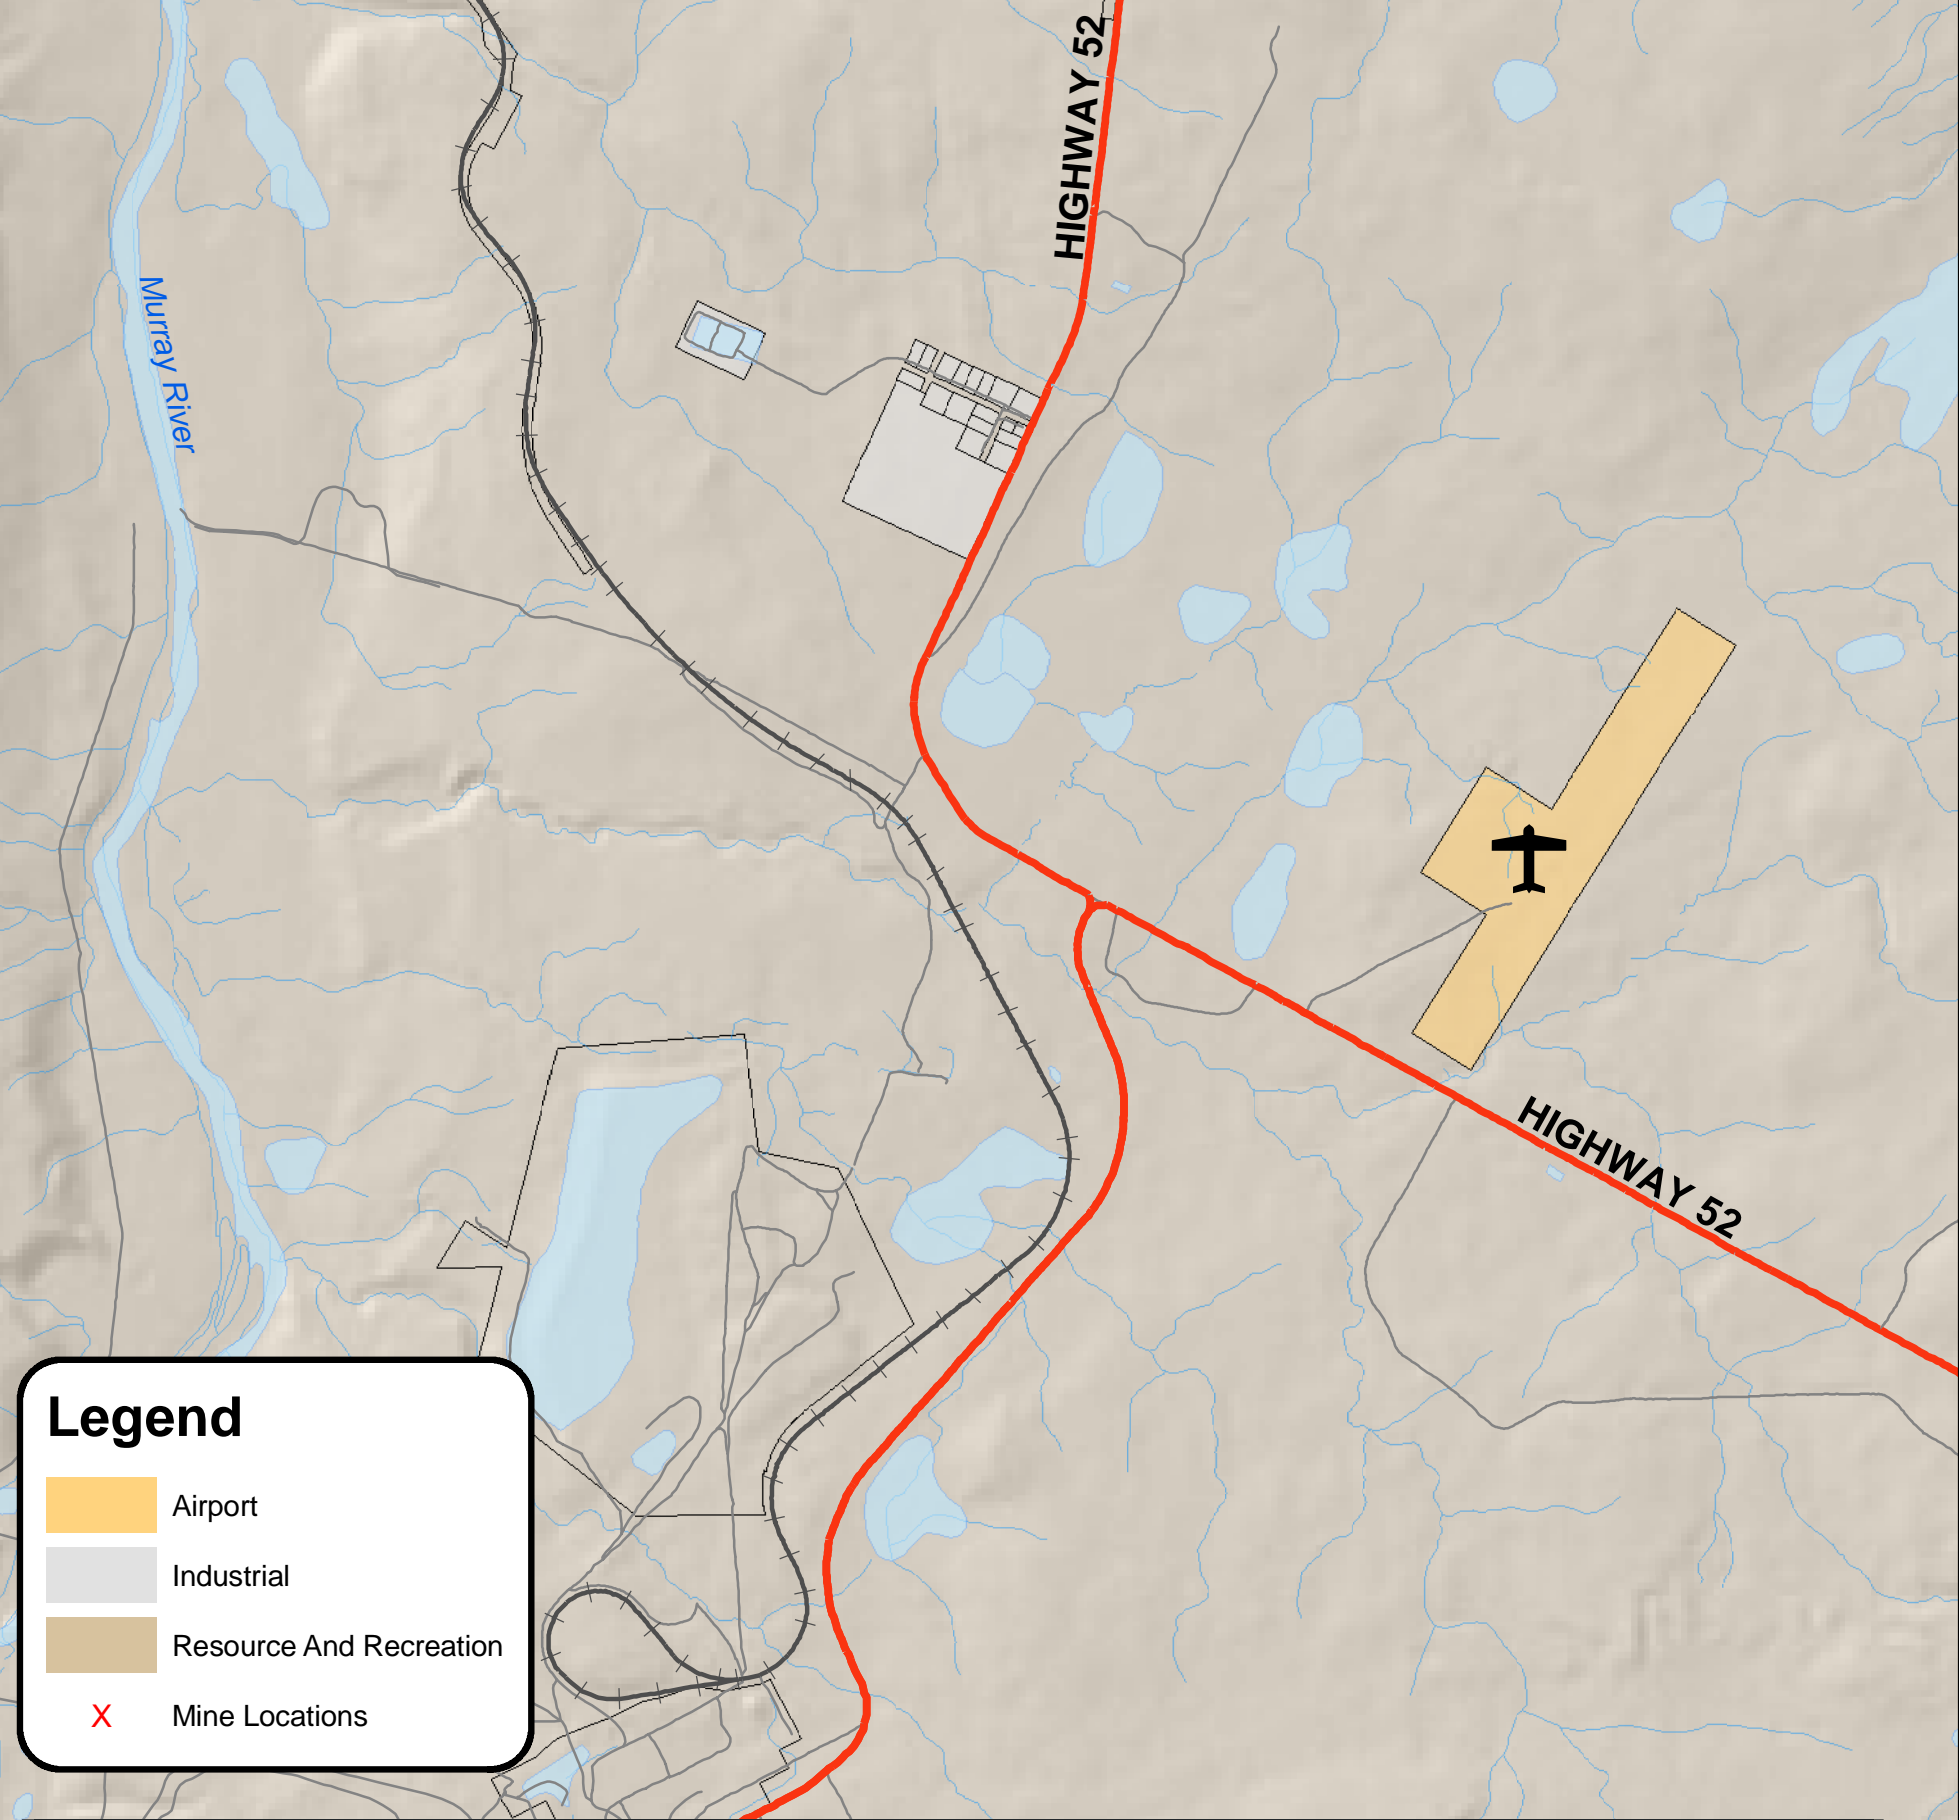 HIGHWAY 52
Murray River
HIGHWAY 52
Legend
Airport
Industrial
Resource And Recreation
X Mine Locations